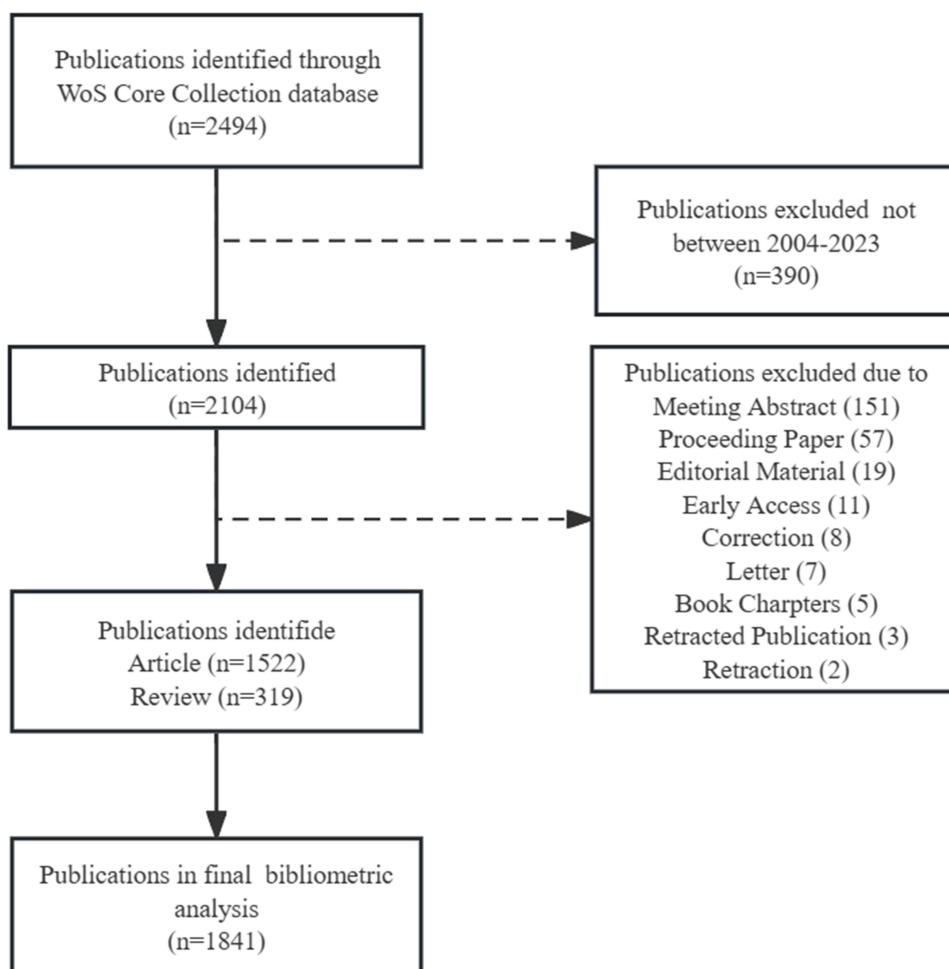 Publications identified through
WoS Core Collection database
(n=2494)
Publications excluded  not
between 2004-2023
(n=390)
Publications identified
(n=2104)
Publications excluded due to
Meeting Abstract (151)
Proceeding Paper (57)
Editorial Material (19)
Early Access (11)
Correction (8)
Letter (7)
Book Charpters (5)
Retracted Publication (3)
Retraction (2)
Publications identifide
Article (n=1522)
Review (n=319)
Publications in final  bibliometric
analysis
(n=1841)